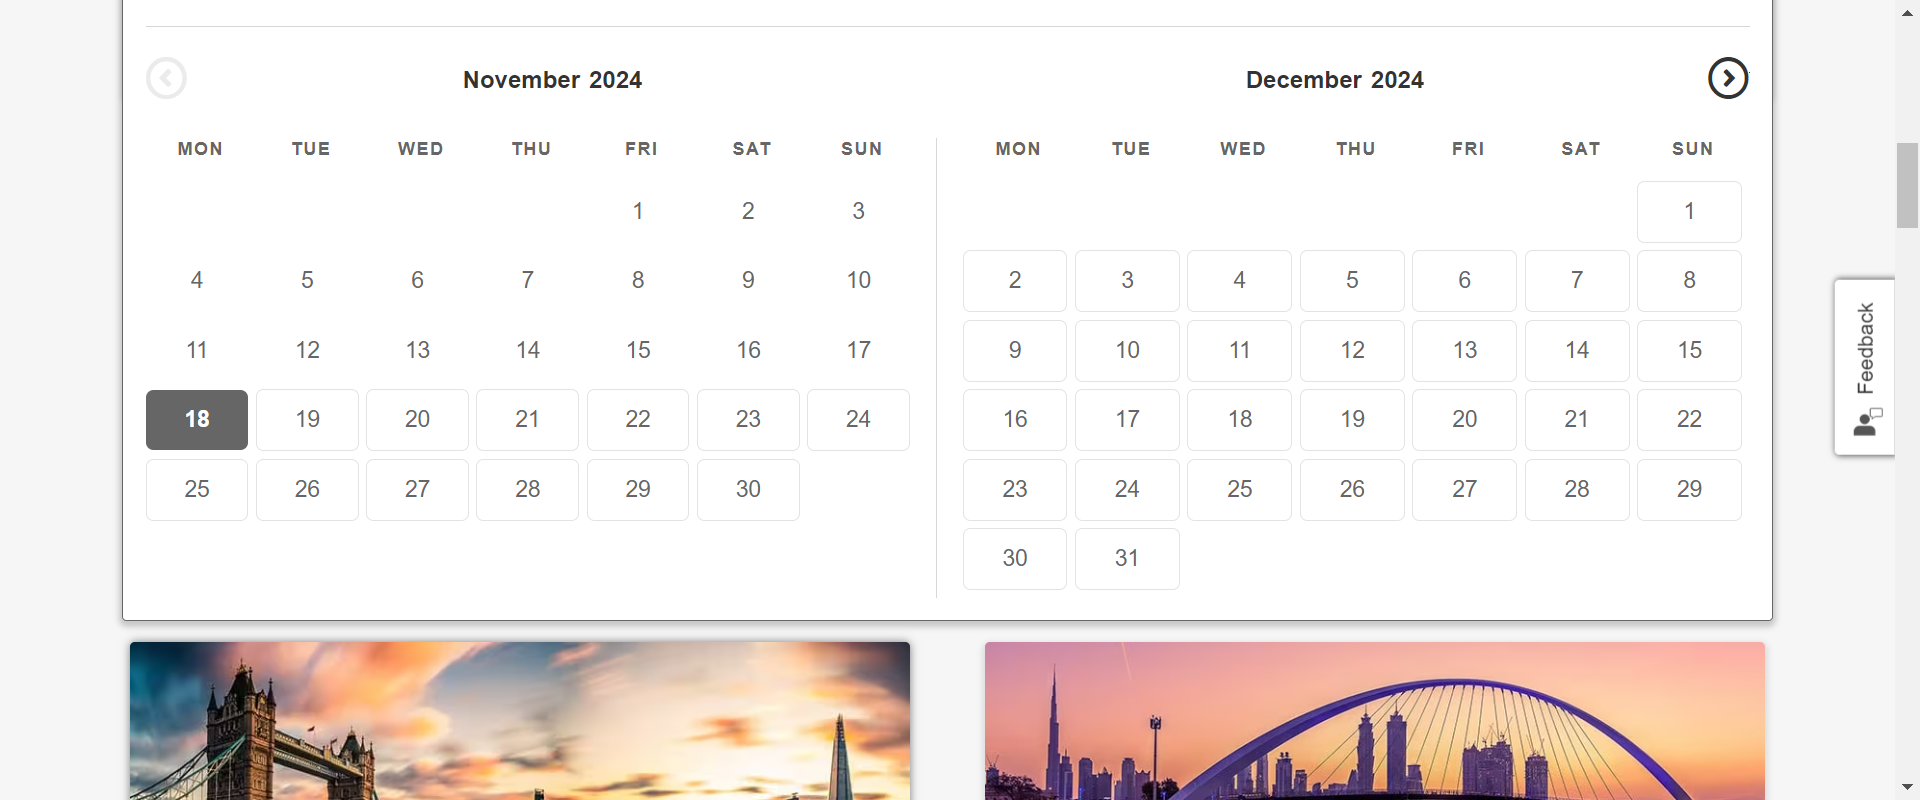 November 2024
MON TUE WED THU FRI SAT SUN
1 2 3
4 5 6 7 8 9 10
11 12 13 14 15 16 17
18 19 20 21 22 23 24
25 26 27 28 29 30
December 2024
MON TUE WED THU FRI SAT SUN
1
2 3 4 5 6 7 8
9 10 11 12 13 14 15
16 17 18 19 20 21 22
23 24 25 26 27 28 29
30 31
Feedback